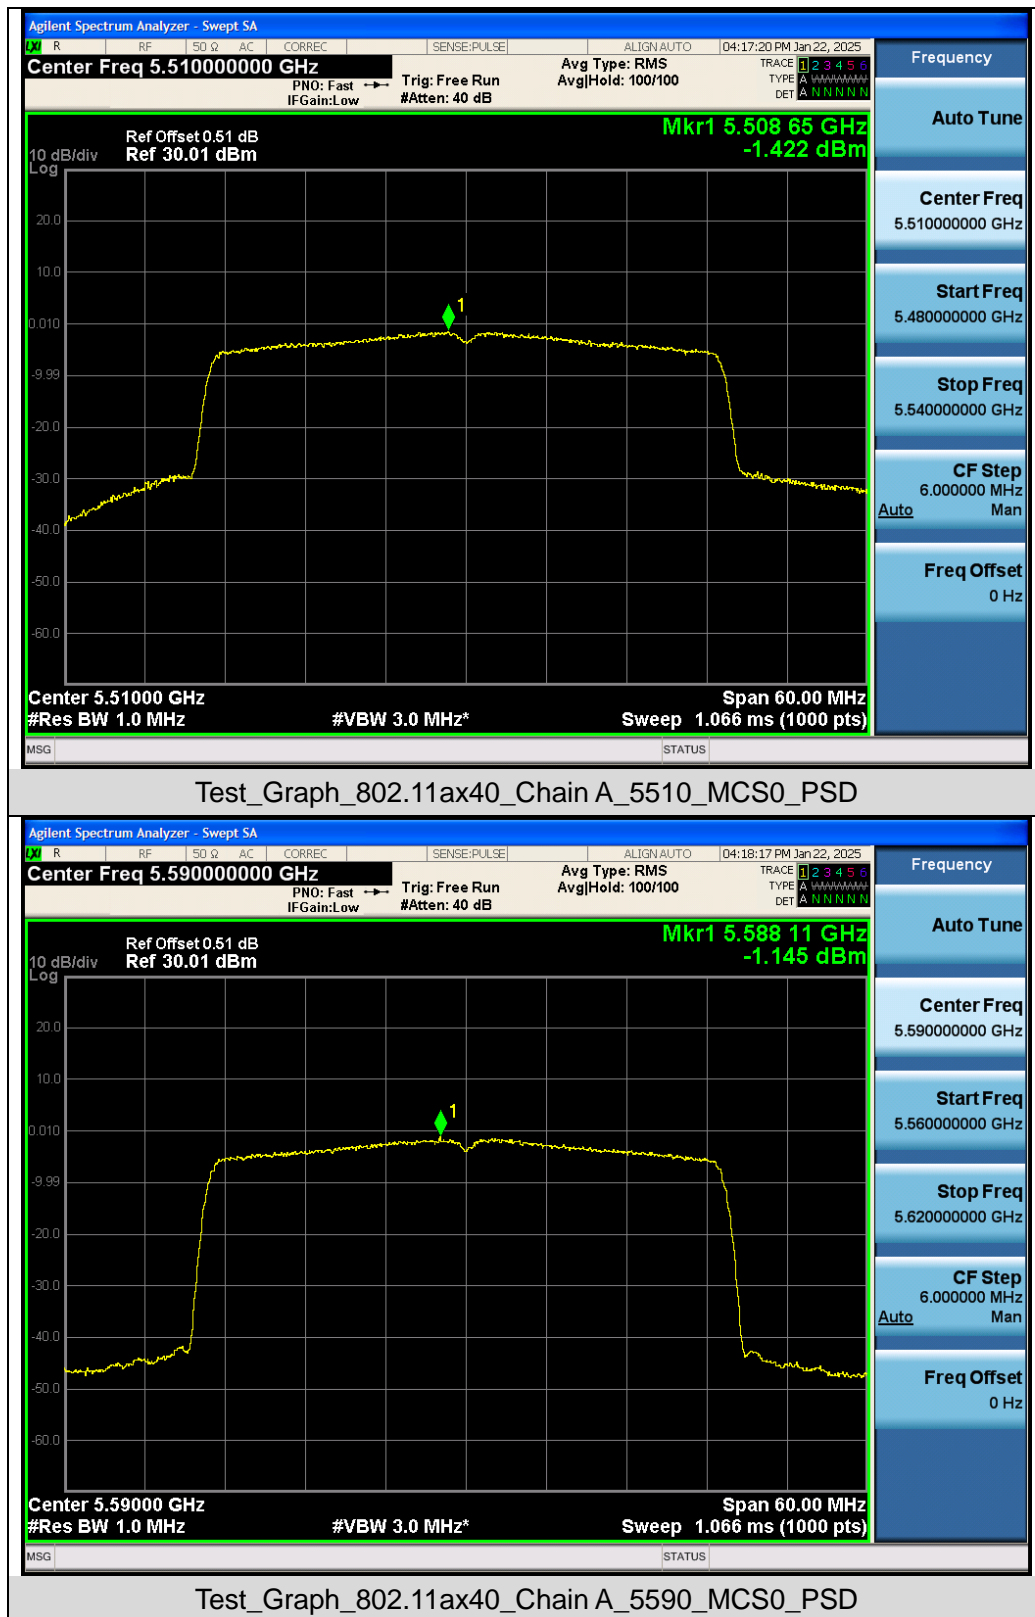 Agilent Spectrum Analyzer - Swept SA
LXI R RF 50 Ω AC CORREC SENSE:PULSE ALIGN AUTO 04:17:20 PM Jan 22, 2025
Center Freq 5.510000000 GHz
PNO: Fast
IFGain:Low
Trig: Free Run
#Atten: 40 dB
Avg Type: RMS
Avg|Hold: 100/100
TRACE 1 2 3 4 5 6
TYPE A WWWWW
DET A N N N N N
Ref Offset 0.51 dB
10 dB/div Ref 30.01 dBm
Log
Mkr1 5.508 65 GHz
-1.422 dBm
20.0
10.0
1
0.010
-9.99
-20.0
-30.0
-40.0
-50.0
-60.0
Center 5.51000 GHz Span 60.00 MHz
#Res BW 1.0 MHz #VBW 3.0 MHz* Sweep 1.066 ms (1000 pts)
MSG STATUS
Frequency
Auto Tune
Center Freq
5.510000000 GHz
Start Freq
5.480000000 GHz
Stop Freq
5.540000000 GHz
CF Step
6.000000 MHz
Auto Man
Freq Offset
0 Hz
Test_Graph_802.11ax40_Chain A_5510_MCS0_PSD
Agilent Spectrum Analyzer - Swept SA
LXI R RF 50 Ω AC CORREC SENSE:PULSE ALIGN AUTO 04:18:17 PM Jan 22, 2025
Center Freq 5.590000000 GHz
PNO: Fast
IFGain:Low
Trig: Free Run
#Atten: 40 dB
Avg Type: RMS
Avg|Hold: 100/100
TRACE 1 2 3 4 5 6
TYPE A WWWWW
DET A N N N N N
Ref Offset 0.51 dB
10 dB/div Ref 30.01 dBm
Log
Mkr1 5.588 11 GHz
-1.145 dBm
20.0
10.0
1
0.010
-9.99
-20.0
-30.0
-40.0
-50.0
-60.0
Center 5.59000 GHz Span 60.00 MHz
#Res BW 1.0 MHz #VBW 3.0 MHz* Sweep 1.066 ms (1000 pts)
MSG STATUS
Frequency
Auto Tune
Center Freq
5.590000000 GHz
Start Freq
5.560000000 GHz
Stop Freq
5.620000000 GHz
CF Step
6.000000 MHz
Auto Man
Freq Offset
0 Hz
Test_Graph_802.11ax40_Chain A_5590_MCS0_PSD